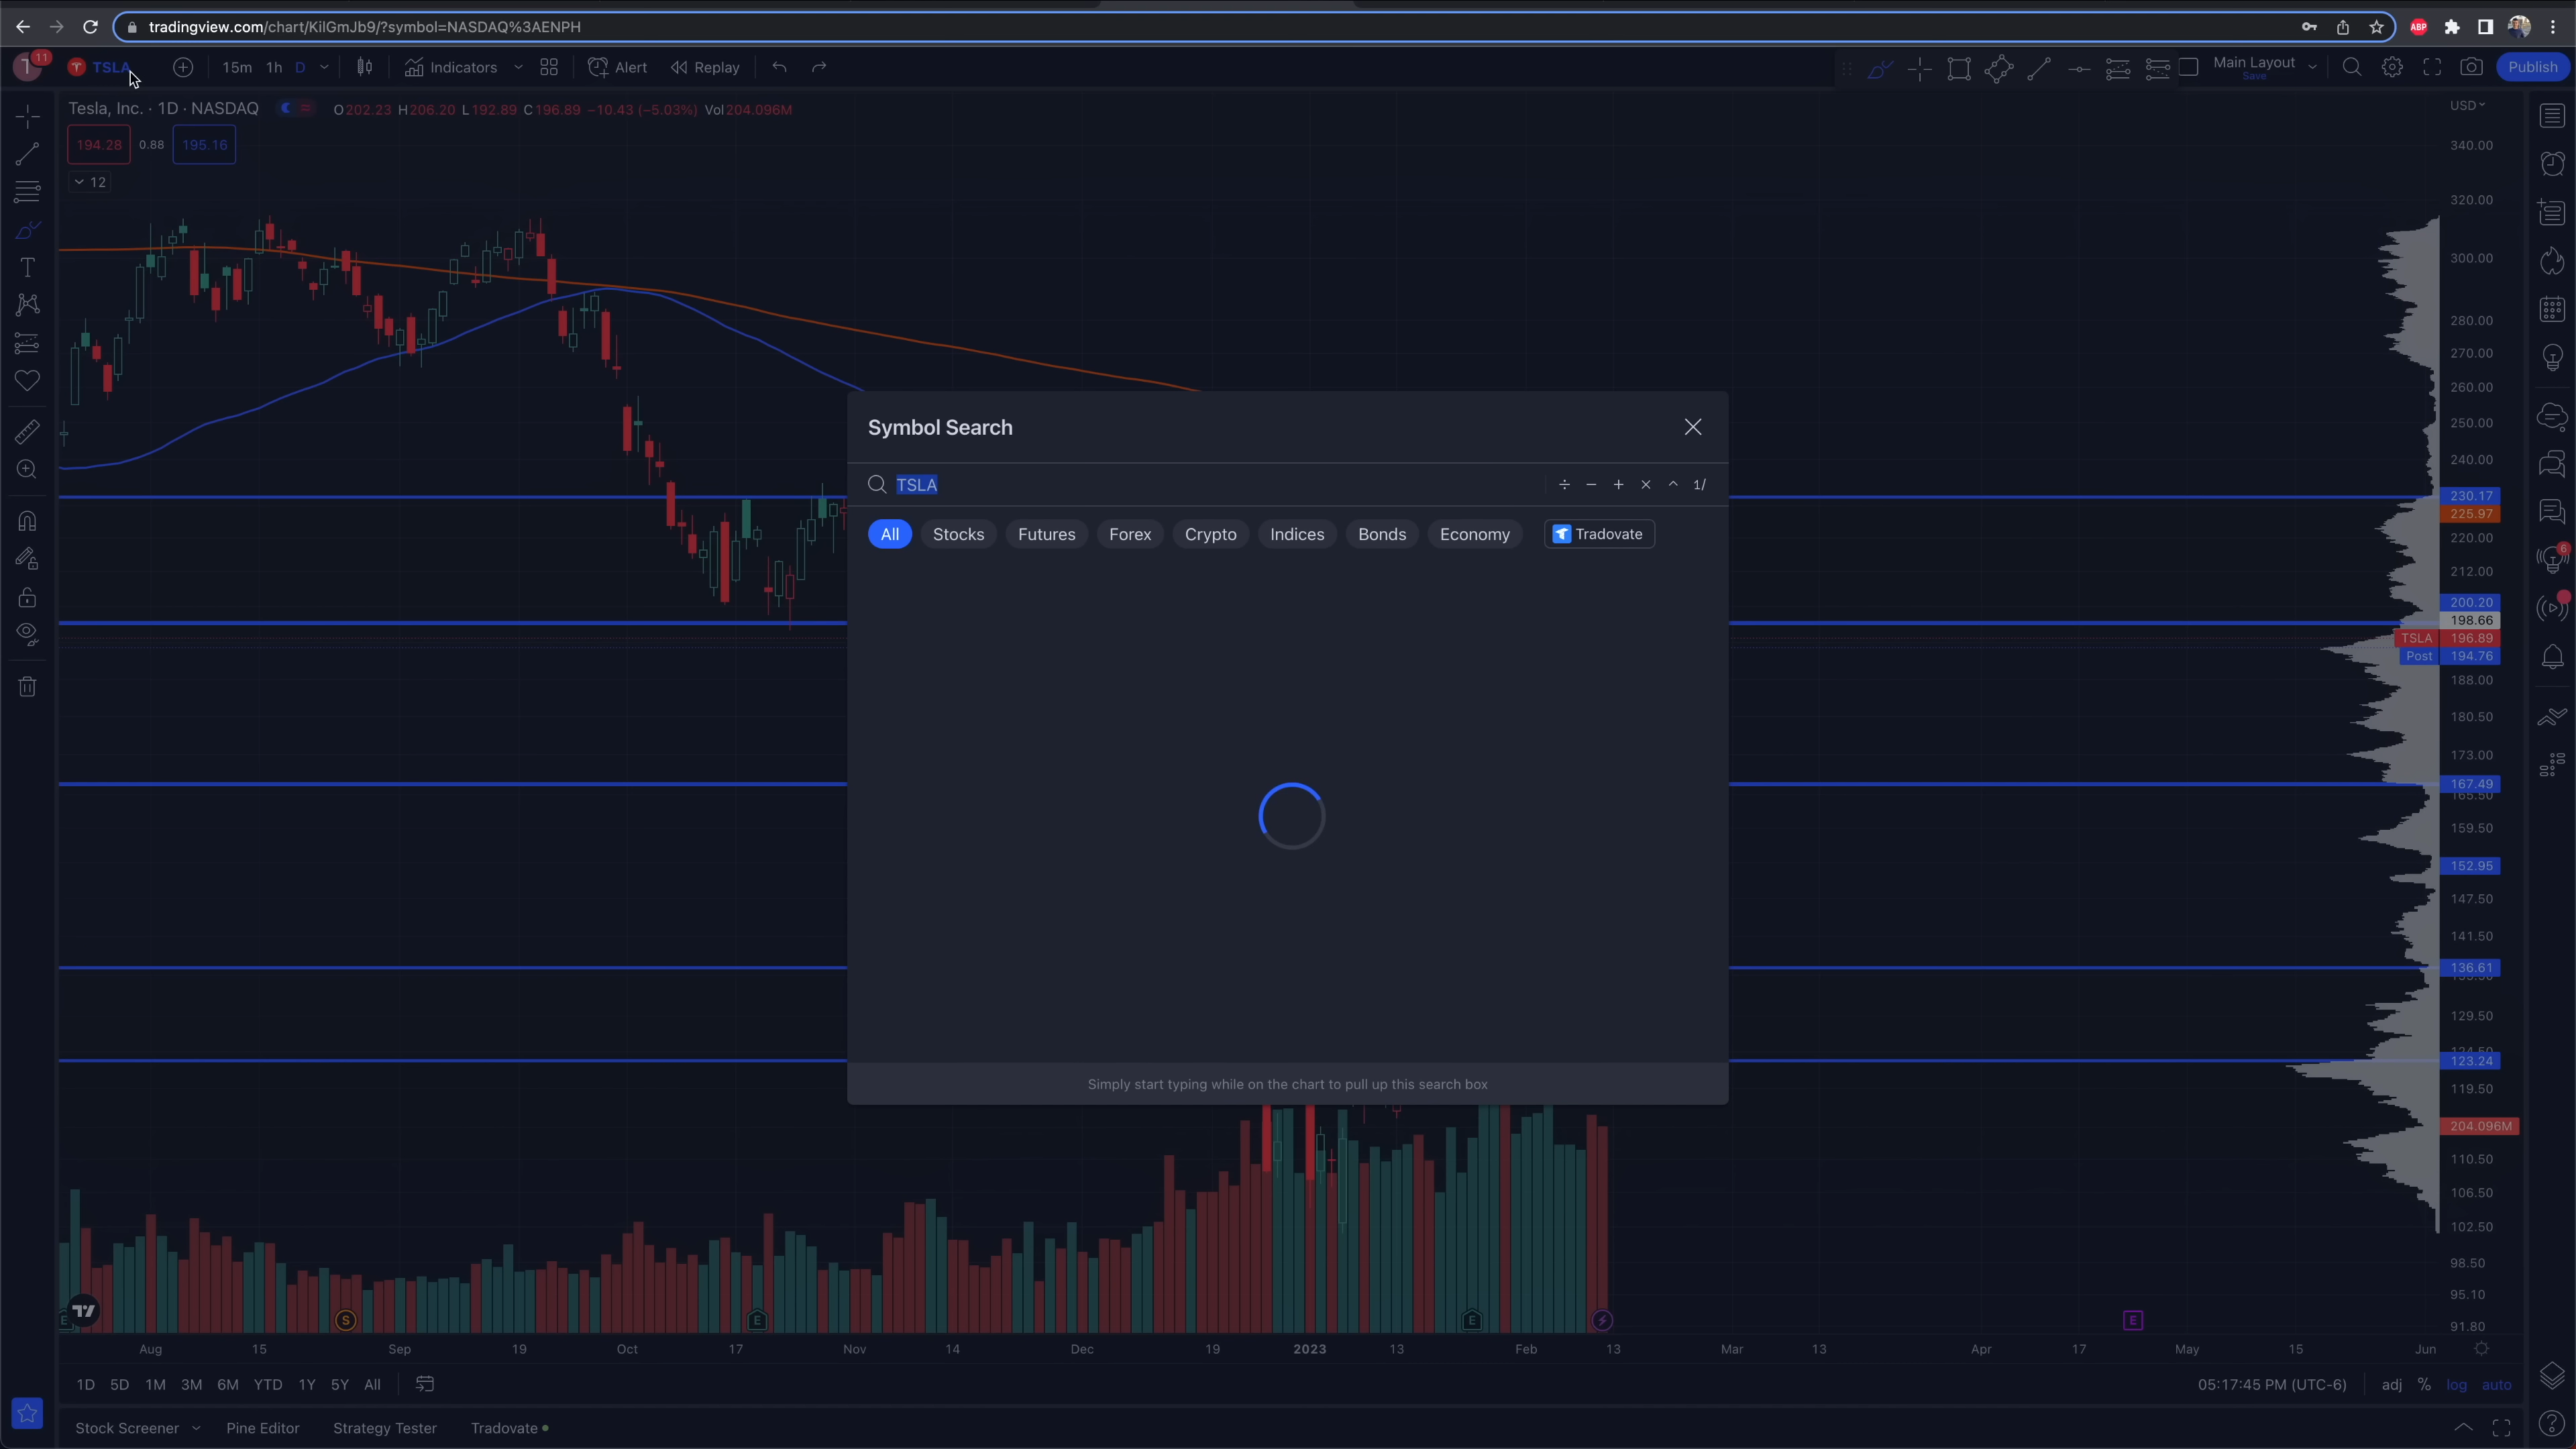 tradingview.com/chart/KilGmJb9/?symbol=NASDAQ%3AENPH
ABP
T 11 TSLA 15m 1h D Indicators Alert Replay Main Layout Save Publish
Tesla, Inc. · 1D · NASDAQ O202.23 H206.20 L192.89 C196.89 −10.43 (−5.03%) Vol204.096M
194.28 0.88 195.16
12
USD
340.00
320.00
300.00
280.00
270.00
260.00
250.00
240.00
230.17
225.97
220.00
212.00
200.20
198.66
TSLA 196.89
Post 194.76
188.00
180.50
173.00
167.49
165.50
159.50
152.95
147.50
141.50
136.61
129.50
123.24
119.50
204.096M
110.50
106.50
102.50
98.50
95.10
91.80
6
Symbol Search
TSLA ÷ − + × ^ 1/
All Stocks Futures Forex Crypto Indices Bonds Economy Tradovate
Simply start typing while on the chart to pull up this search box
E S E E E
Aug 15 Sep 19 Oct 17 Nov 14 Dec 19 2023 13 Feb 13 Mar 13 Apr 17 May 15 Jun
1D 5D 1M 3M 6M YTD 1Y 5Y All 05:17:45 PM (UTC-6) adj % log auto
Stock Screener Pine Editor Strategy Tester Tradovate